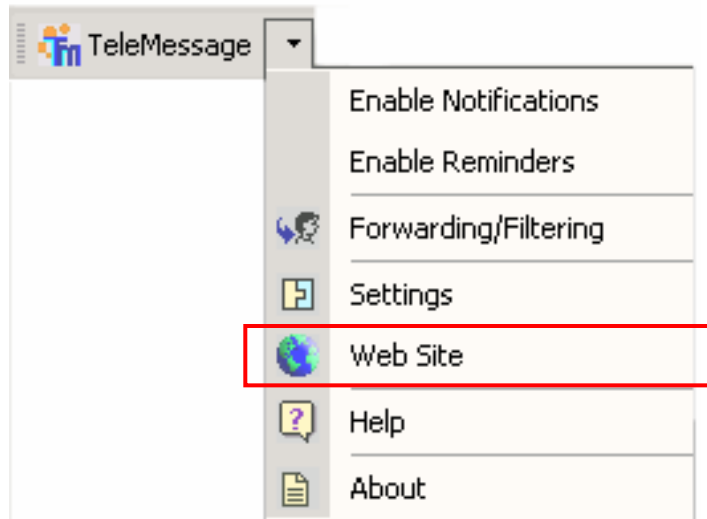 TeleMessage
Enable Notifications
Enable Reminders
Forwarding/Filtering
Settings
Web Site
Help
About